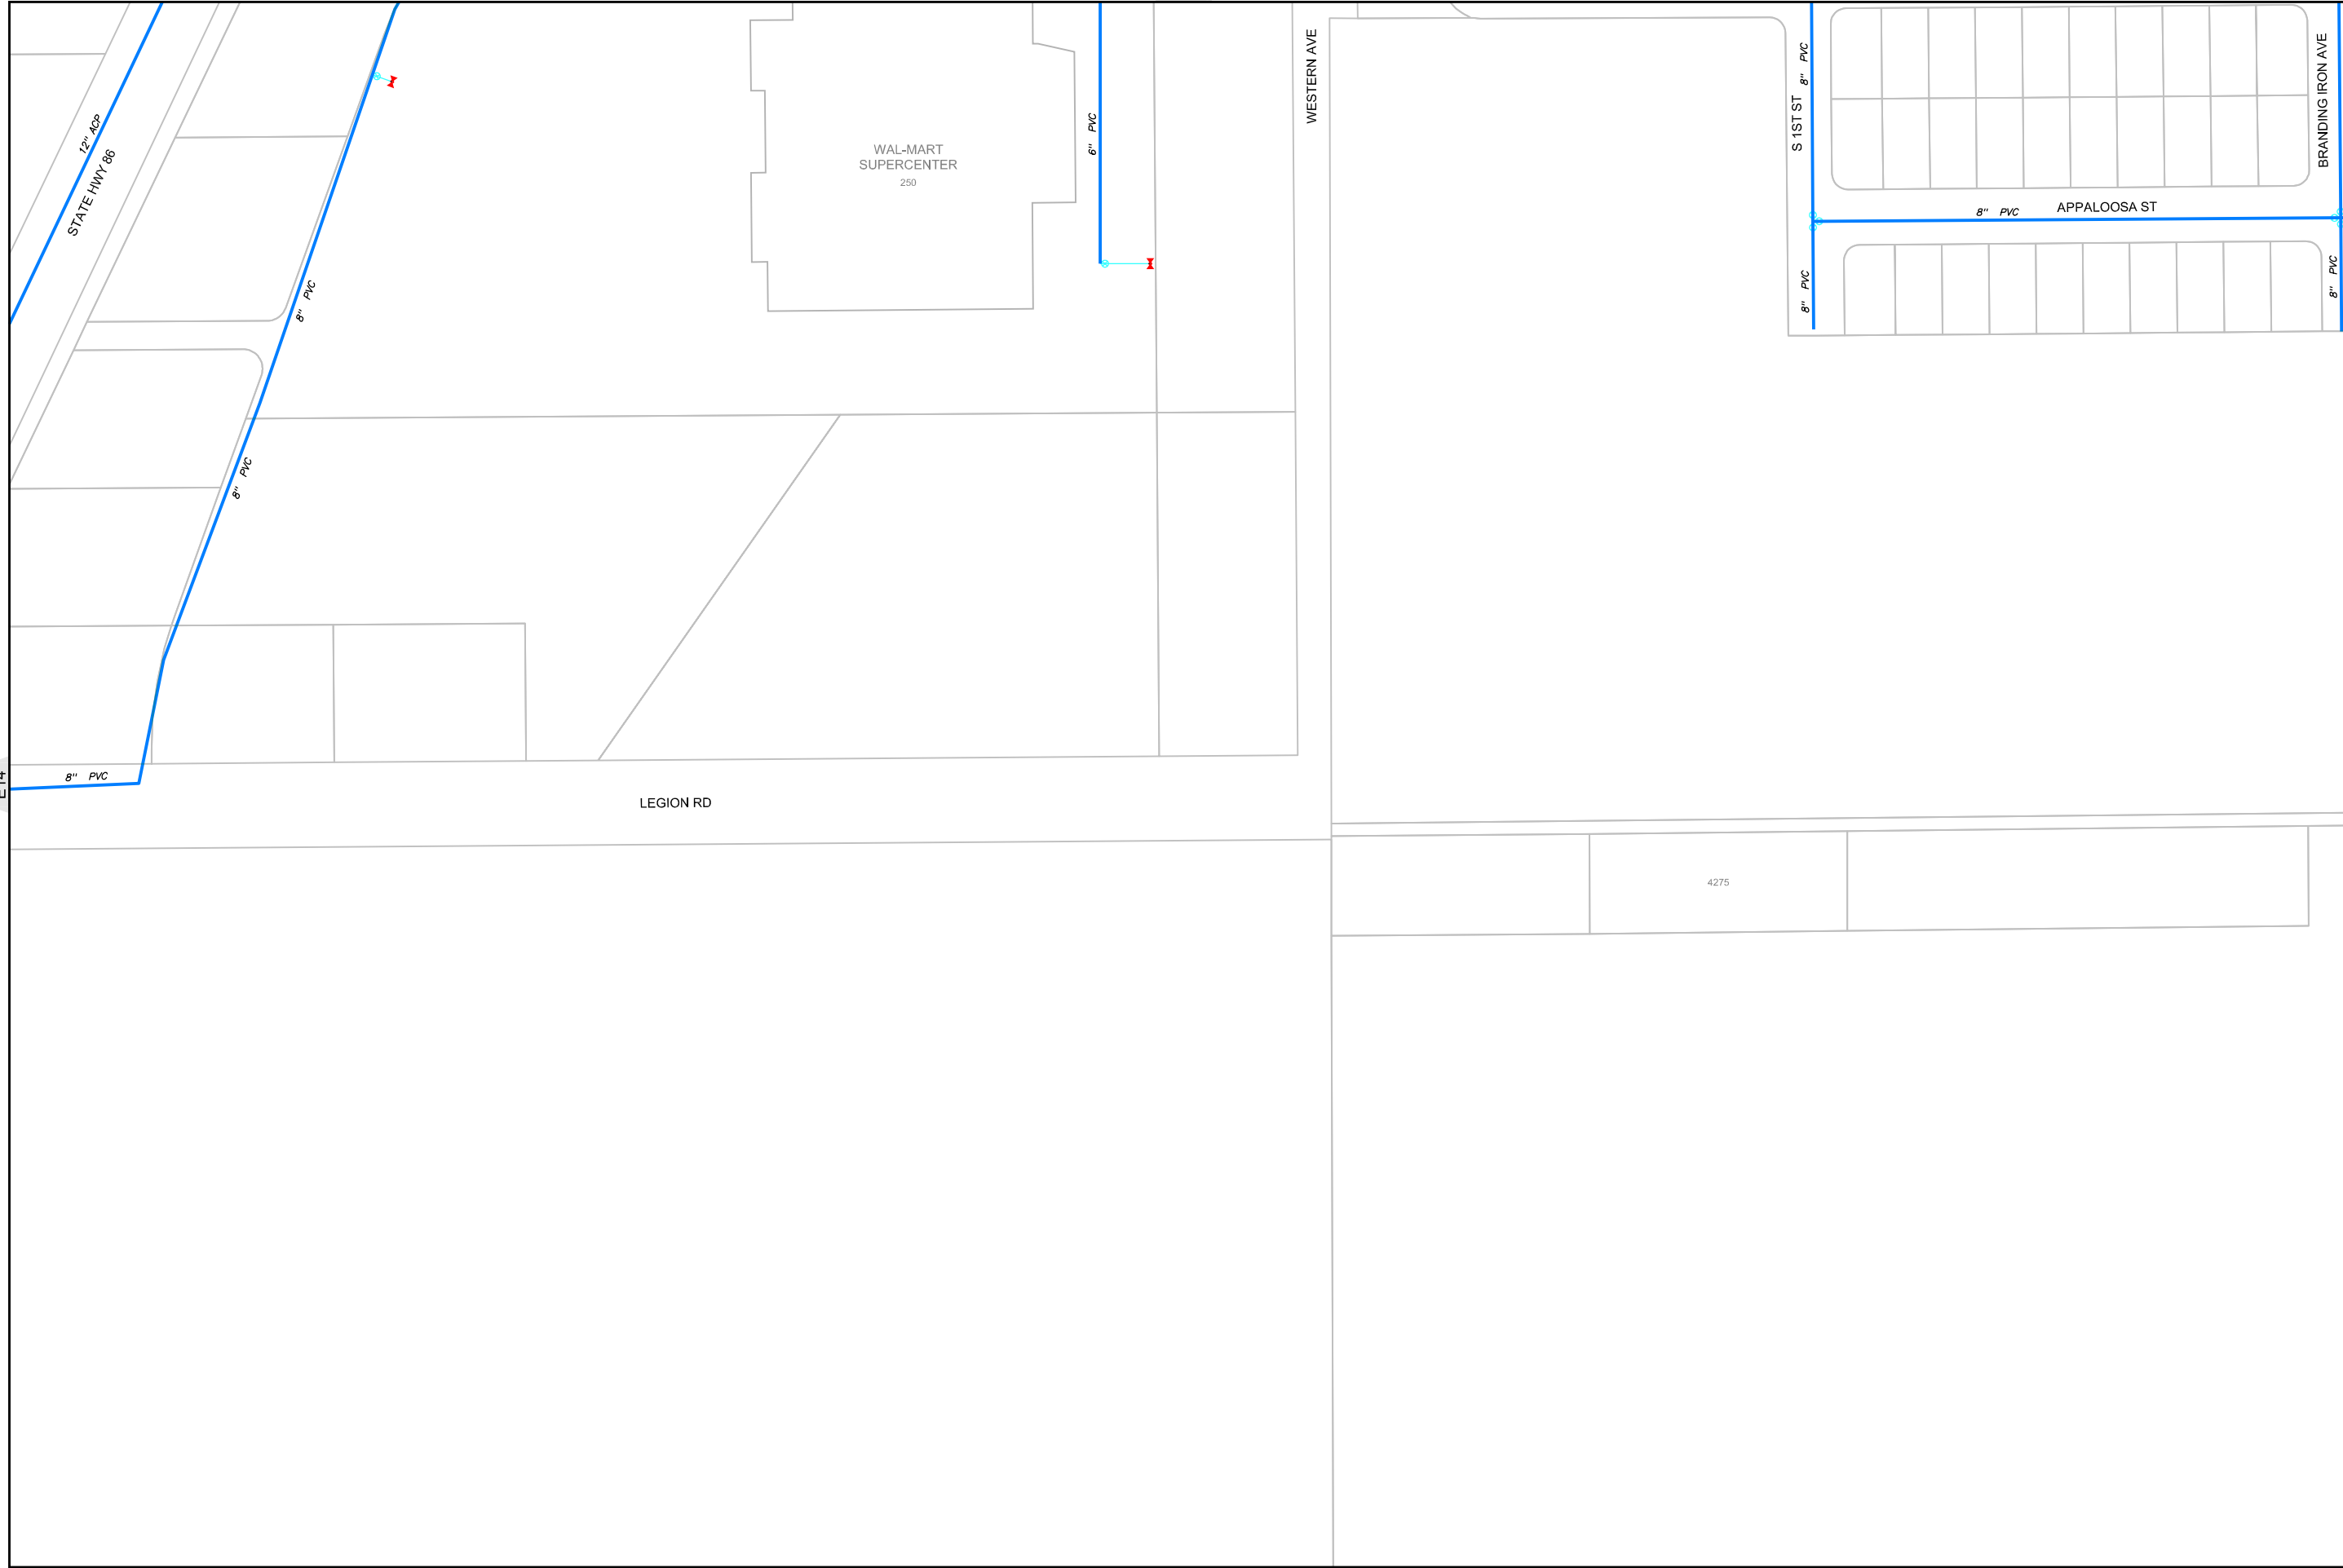 WESTERN AVE
BRANDING IRON AVE
8" PVC
S 1ST ST
12" ACP
STATE HWY 86
6" PVC
WAL-MART
SUPERCENTER
250
8" PVC
APPALOOSA ST
8" PVC
8" PVC
8" PVC
8" PVC
8" PVC
LEGION RD
4275